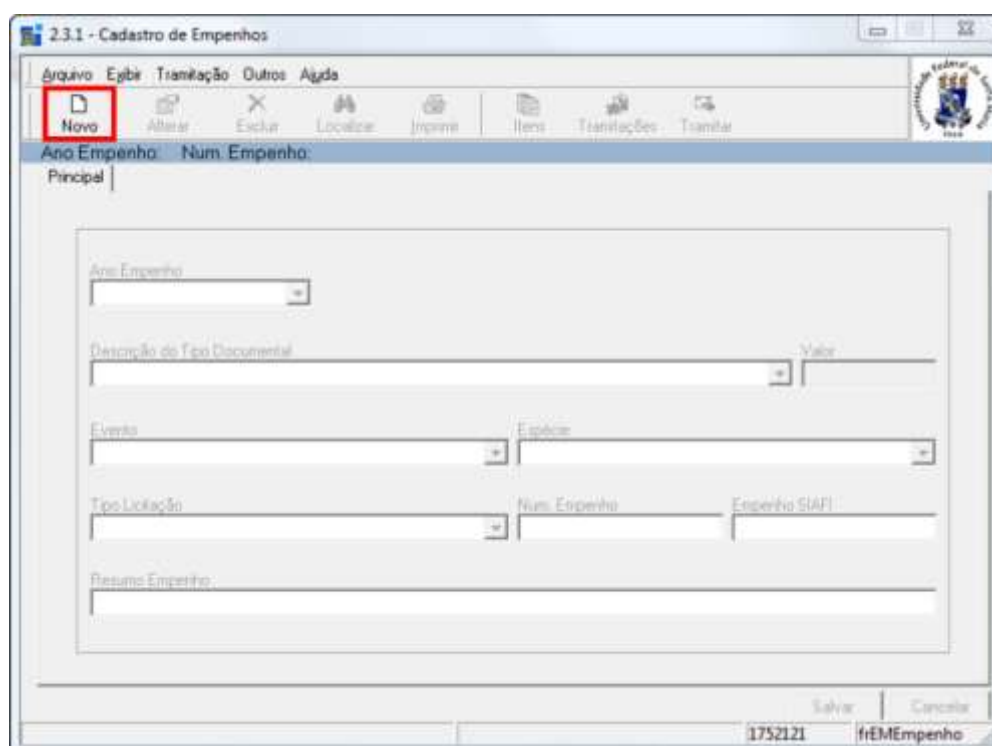 2.3.1 - Cadastro de Empenhos
Arquivo Exibir Tramitação Outros Ajuda
Novo Alterar Excluir Localizar Imprimir Itens Tramitações Tramitar
Ano Empenho: Num. Empenho:
Principal
Ano Empenho
Descrição do Tipo Documental Valor
Evento Espécie
Tipo Licitação Num. Empenho Empenho SIAFI
Resumo Empenho
Salvar Cancelar
1752121 frEMEmpenho